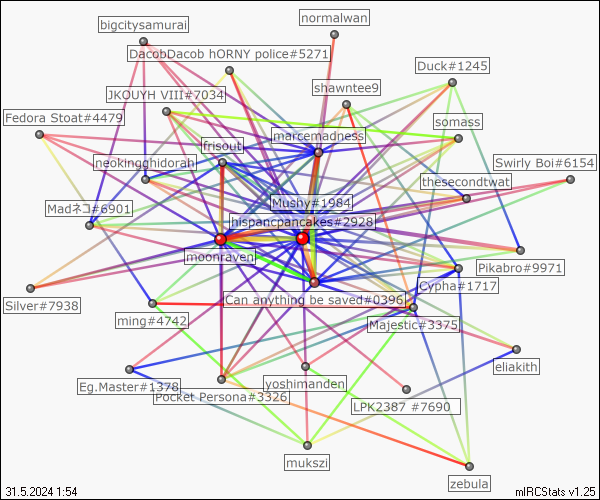 normalwan
bigcitysamurai
DacobDacob hORNY police#5271
Duck#1245
shawntee9
JKOUYH VIII#7034
Fedora Stoat#4479
somass
marcemadness
frisout
neokingghidorah
Swirly Boi#6154
thesecondtwat
Mushy#1984
Madネコ#6901
hispancpancakes#2928
moonraven
Pikabro#9971
Cypha#1717
Can anything be saved#0396
Silver#7938
ming#4742
Majestic#3375
eliakith
yoshimanden
Eg.Master#1378
Pocket Persona#3326
LPK2387 #7690
mukszi
zebula
31.5.2024 1:54
mIRCStats v1.25